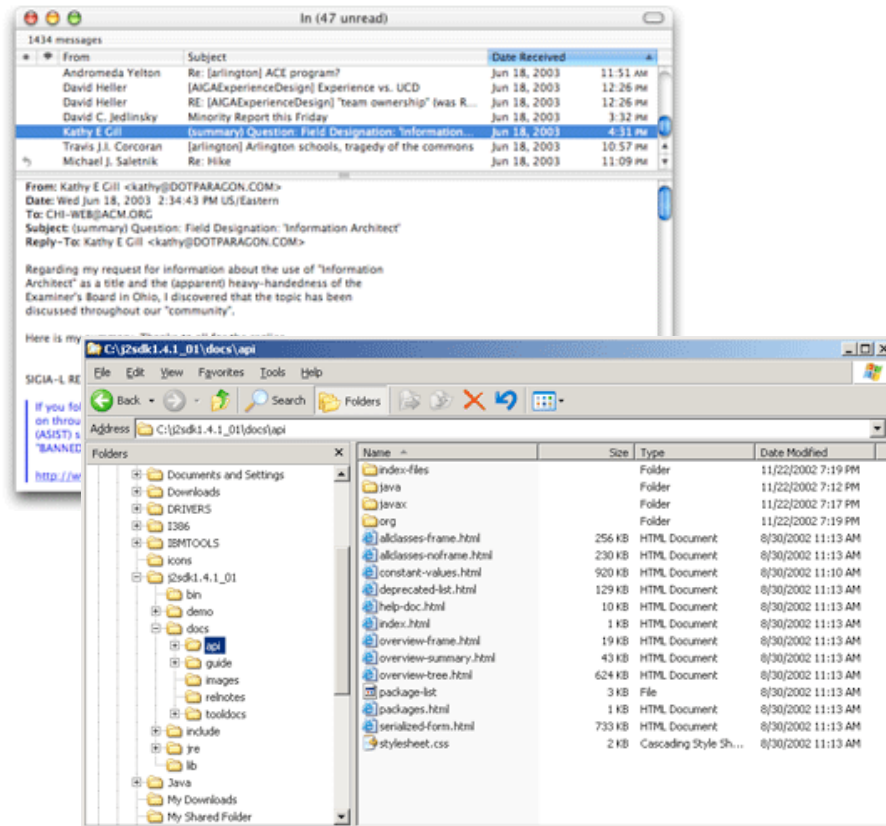 In (47 unread)
1434 messages
From Subject Date Received
Andromeda Yelton Re: [arlington] ACE program? Jun 18, 2003 11:51 AM
David Heller [AIGAExperienceDesign] Experience vs. UCD Jun 18, 2003 12:26 PM
David Heller RE: [AIGAExperienceDesign] "team ownership" (was R... Jun 18, 2003 12:26 PM
David C. Jedlinsky Minority Report this Friday Jun 18, 2003 3:32 PM
Kathy E Gill (summary) Question: Field Designation: 'Information... Jun 18, 2003 4:31 PM
Travis J.I. Corcoran [arlington] Arlington schools, tragedy of the commons Jun 18, 2003 10:57 PM
Michael J. Saletnik Re: Hike Jun 18, 2003 11:09 PM
From: Kathy E Gill <kathy@DOTPARAGON.COM>
Date: Wed Jun 18, 2003 2:34:43 PM US/Eastern
To: CHI-WEB@ACM.ORG
Subject: (summary) Question: Field Designation: 'Information Architect'
Reply-To: Kathy E Gill <kathy@DOTPARAGON.COM>
Regarding my request for information about the use of "Information
Architect" as a title and the (apparent) heavy-handedness of the
Examiner's Board in Ohio, I discovered that the topic has been
discussed throughout our "community".
Here is my
SIGIA-L RE
If you fol
on throu
(ASIST) s
"BANNED
http://w
C:\j2sdk1.4.1_01\docs\api
File Edit View Favorites Tools Help
Back Search Folders
Address C:\j2sdk1.4.1_01\docs\api
Folders
Documents and Settings
Downloads
DRIVERS
I386
IBMTOOLS
icons
j2sdk1.4.1_01
bin
demo
docs
api
guide
images
relnotes
tooldocs
include
jre
lib
Java
My Downloads
My Shared Folder
Name Size Type Date Modified
index-files Folder 11/22/2002 7:19 PM
java Folder 11/22/2002 7:12 PM
javax Folder 11/22/2002 7:17 PM
org Folder 11/22/2002 7:19 PM
allclasses-frame.html 256 KB HTML Document 8/30/2002 11:13 AM
allclasses-noframe.html 230 KB HTML Document 8/30/2002 11:13 AM
constant-values.html 920 KB HTML Document 8/30/2002 11:10 AM
deprecated-list.html 129 KB HTML Document 8/30/2002 11:13 AM
help-doc.html 10 KB HTML Document 8/30/2002 11:13 AM
index.html 1 KB HTML Document 8/30/2002 11:13 AM
overview-frame.html 19 KB HTML Document 8/30/2002 11:13 AM
overview-summary.html 43 KB HTML Document 8/30/2002 11:13 AM
overview-tree.html 624 KB HTML Document 8/30/2002 11:13 AM
package-list 3 KB File 8/30/2002 11:13 AM
packages.html 1 KB HTML Document 8/30/2002 11:13 AM
serialized-form.html 733 KB HTML Document 8/30/2002 11:13 AM
stylesheet.css 2 KB Cascading Style Sh... 8/30/2002 11:13 AM